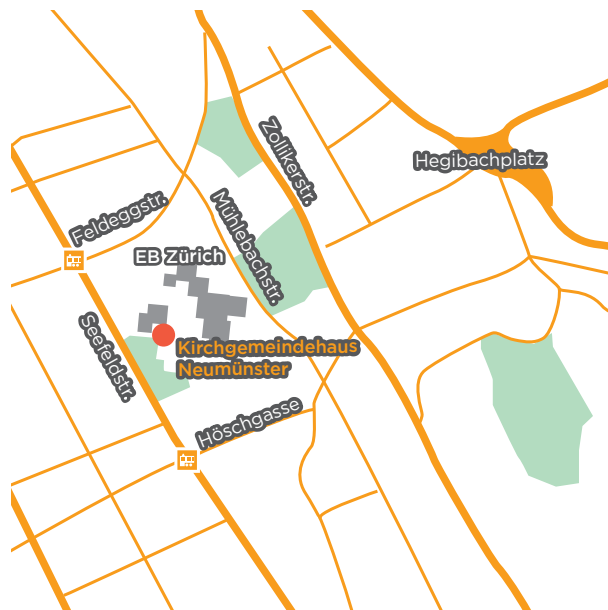 Zollikerstr.
Hegibachplatz
Feldeggstr.
Mühlebachstr.
EB Zürich
Seefeldstr.
Kirchgemeindehaus
Neumünster
Höschgasse